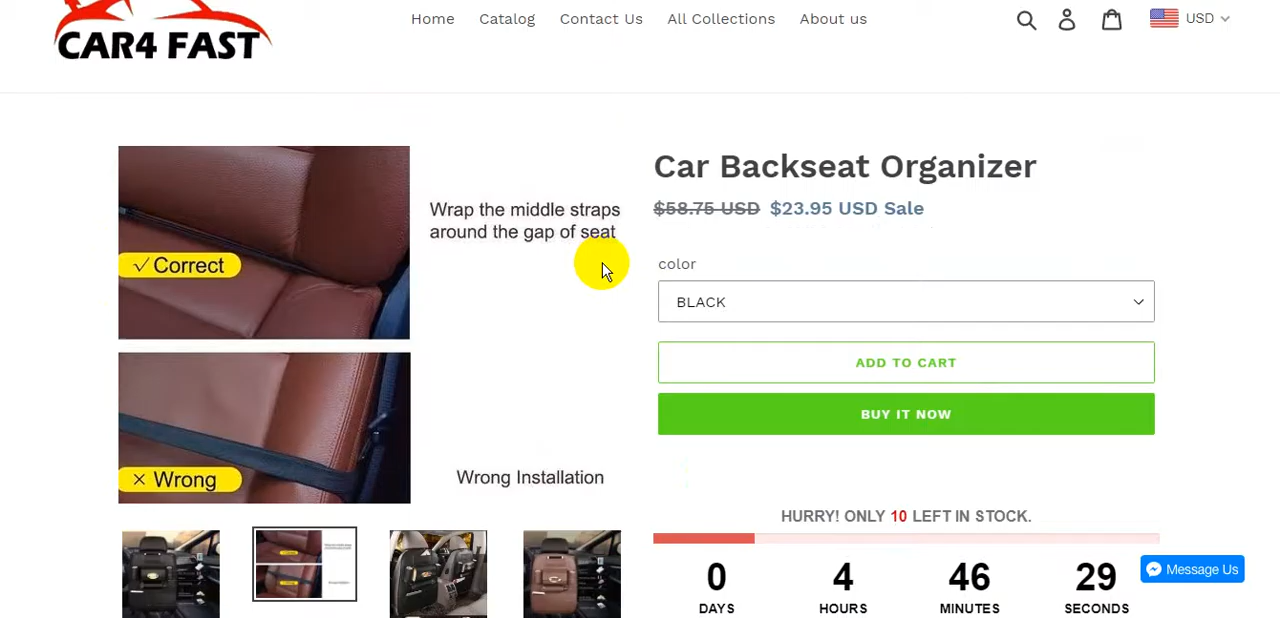 CAR4 FAST
Home Catalog Contact Us All Collections About us
USD
Correct
Wrap the middle straps
around the gap of seat
Wrong
Wrong Installation
Car Backseat Organizer
$58.75 USD $23.95 USD Sale
color
BLACK
ADD TO CART
BUY IT NOW
HURRY! ONLY 10 LEFT IN STOCK.
0 4 46 29
DAYS HOURS MINUTES SECONDS
Message Us